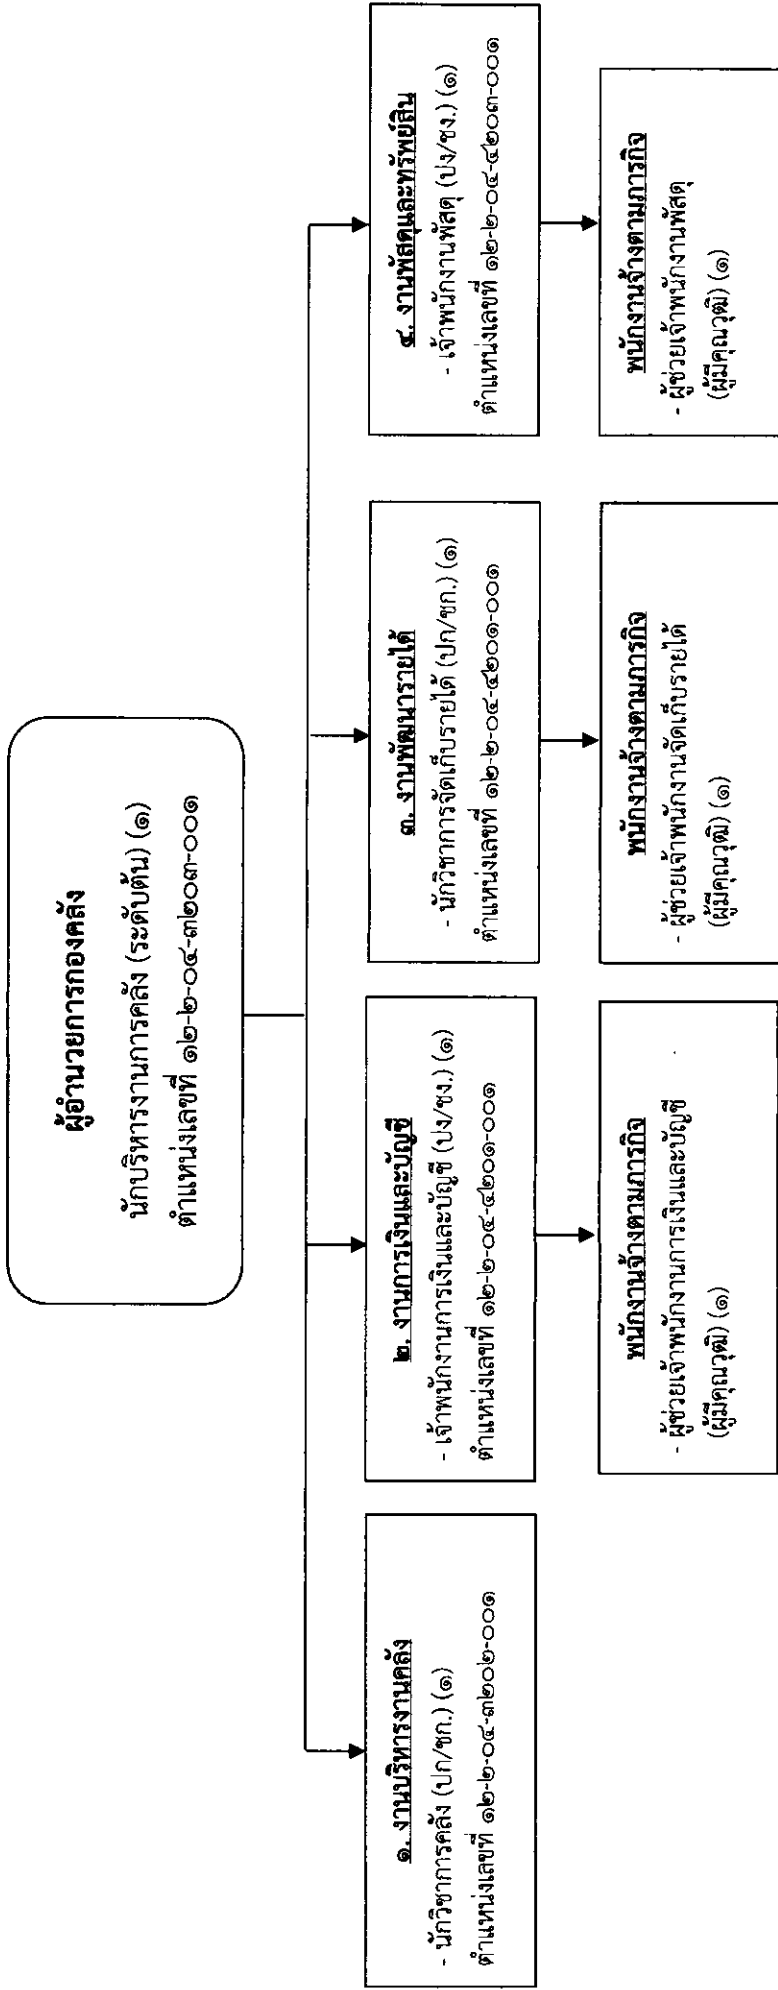 ผู้อำนวยการกองคลัง
นักบริหารงานการคลัง (ระดับต้น) (๑)
ตำแหน่งเลขที่ ๑๒-๒-๐๔-๓๒๐๓-๐๐๑
๑. งานบริหารงานคลัง
- นักวิชาการคลัง (ปก/ชก.) (๑)
ตำแหน่งเลขที่ ๑๒-๒-๐๔-๓๒๐๒-๐๐๑
๒. งานการเงินและบัญชี
- เจ้าพนักงานการเงินและบัญชี (ปง/ชง.) (๑)
ตำแหน่งเลขที่ ๑๒-๒-๐๔-๔๒๐๑-๐๐๑
พนักงานจ้างตามภารกิจ
- ผู้ช่วยเจ้าพนักงานการเงินและบัญชี
(ผู้มีคุณวุฒิ) (๑)
๓. งานพัฒนารายได้
- นักวิชาการจัดเก็บรายได้ (ปก/ชก.) (๑)
ตำแหน่งเลขที่ ๑๒-๒-๐๔-๔๒๐๑-๐๐๑
พนักงานจ้างตามภารกิจ
- ผู้ช่วยเจ้าพนักงานจัดเก็บรายได้
(ผู้มีคุณวุฒิ) (๑)
๔. งานพัสดุและทรัพย์สิน
- เจ้าพนักงานพัสดุ (ปง/ชง.) (๑)
ตำแหน่งเลขที่ ๑๒-๒-๐๔-๔๒๐๓-๐๐๑
พนักงานจ้างตามภารกิจ
- ผู้ช่วยเจ้าพนักงานพัสดุ
(ผู้มีคุณวุฒิ) (๑)